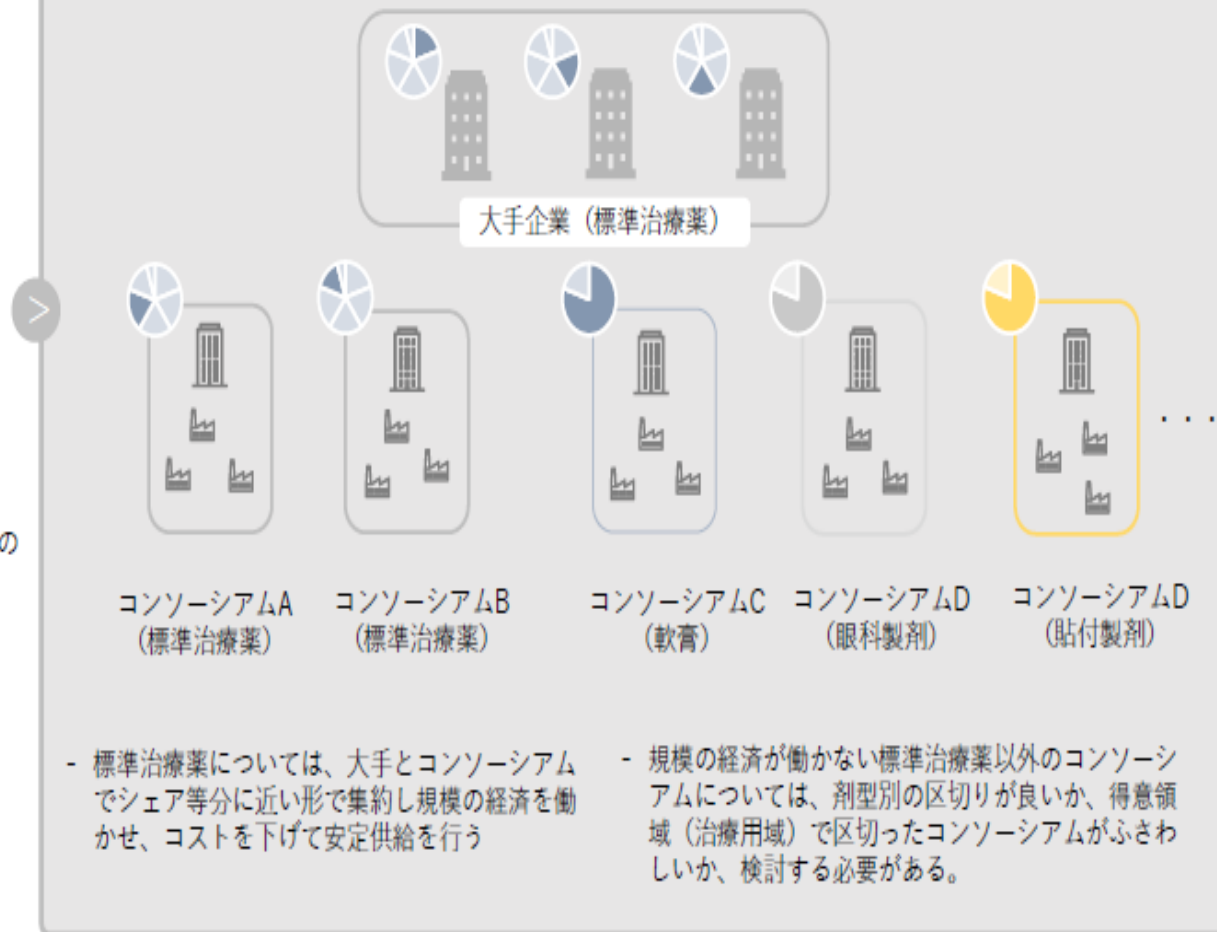 大手企業（標準治療薬）
>
の
コンソーシアムA
（標準治療薬）
コンソーシアムB
（標準治療薬）
コンソーシアムC
（軟膏）
コンソーシアムD
（眼科製剤）
コンソーシアムD
（貼付製剤）
・・・
- 標準治療薬については、大手とコンソーシアム
でシェア等分に近い形で集約し規模の経済を働
かせ、コストを下げて安定供給を行う
- 規模の経済が働かない標準治療薬以外のコンソーシ
アムについては、剤型別の区切りが良いか、得意領
域（治療用域）で区切ったコンソーシアムがふさわ
しいか、検討する必要がある。